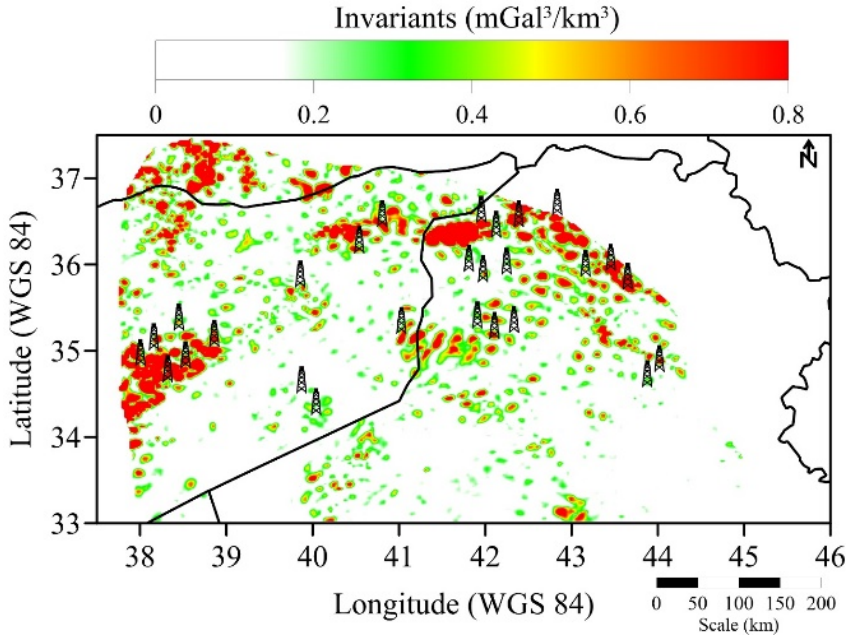 Invariants (mGal³/km³)
0 0.2 0.4 0.6 0.8
N
37
36
35
34
33
Latitude (WGS 84)
38 39 40 41 42 43 44 45 46
Longitude (WGS 84)
0 50 100 150 200
Scale (km)